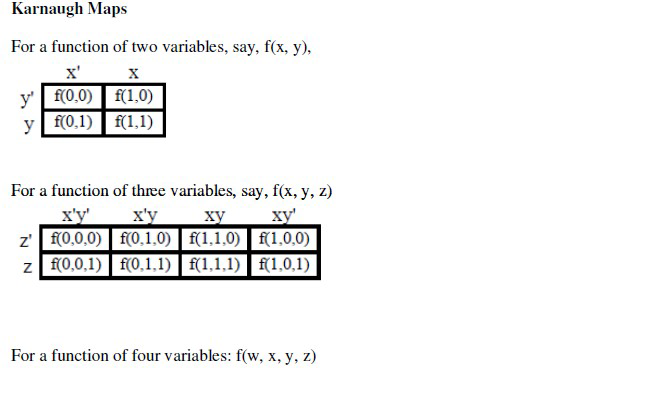 Karnaugh Maps
For a function of two variables, say, f(x, y),
x' x
y' f(0,0) f(1,0)
y f(0,1) f(1,1)
For a function of three variables, say, f(x, y, z)
x'y' x'y xy xy'
z' f(0,0,0) f(0,1,0) f(1,1,0) f(1,0,0)
z f(0,0,1) f(0,1,1) f(1,1,1) f(1,0,1)
For a function of four variables: f(w, x, y, z)